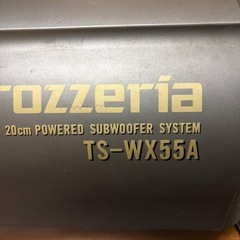 rozzeria
20cm POWERED SUBWOOFER SYSTEM
TS-WX55A